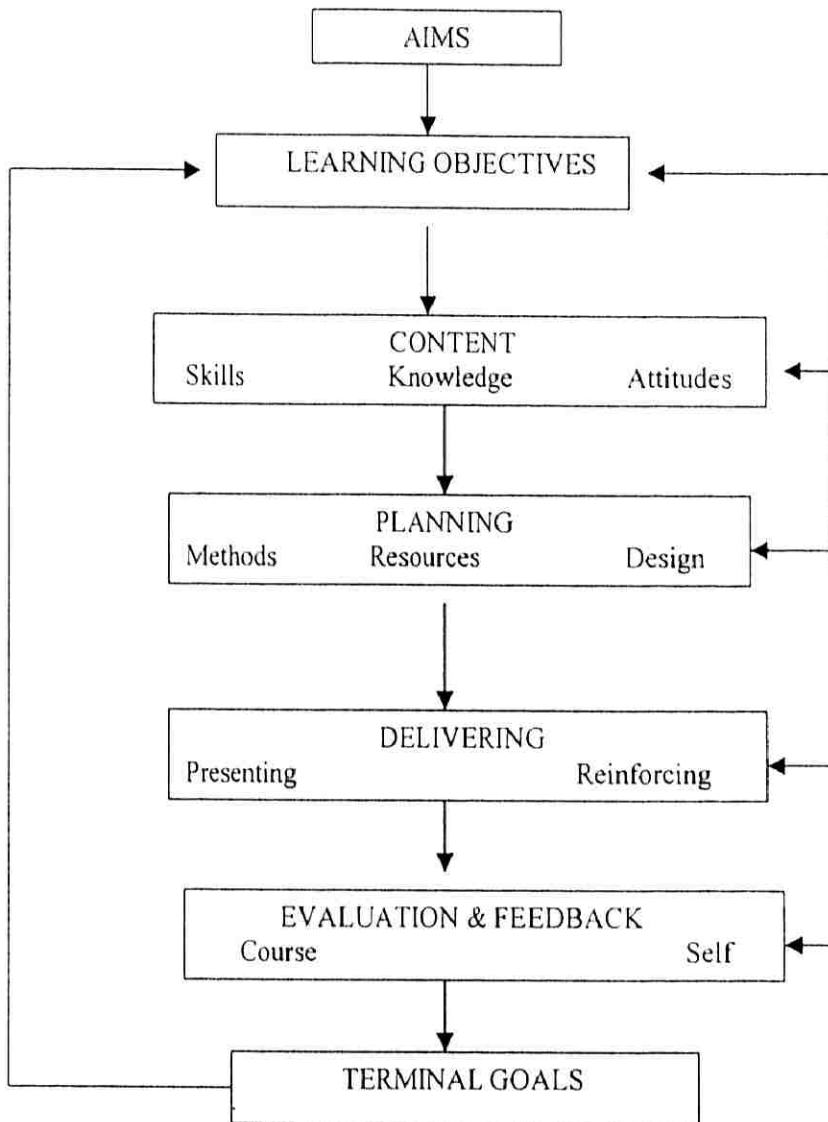 AIMS
LEARNING OBJECTIVES
CONTENT
Skills Knowledge Attitudes
PLANNING
Methods Resources Design
DELIVERING
Presenting Reinforcing
EVALUATION & FEEDBACK
Course Self
TERMINAL GOALS